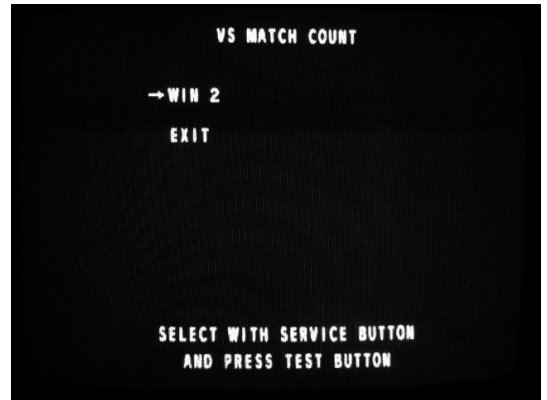 VS MATCH COUNT
→WIN 2
EXIT
SELECT WITH SERVICE BUTTON
AND PRESS TEST BUTTON